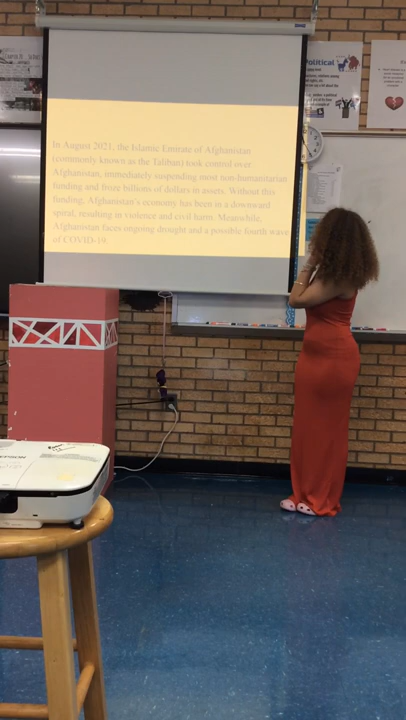 Political
In August 2021, the Islamic Emirate of Afghanistan
(commonly known as the Taliban) took control over
Afghanistan, immediately suspending most non-humanitarian
funding and froze billions of dollars in assets. Without this
funding, Afghanistan's economy has been in a downward
spiral, resulting in violence and civil harm. Meanwhile,
Afghanistan faces ongoing drought and a possible fourth wave
of COVID-19.
EPSON